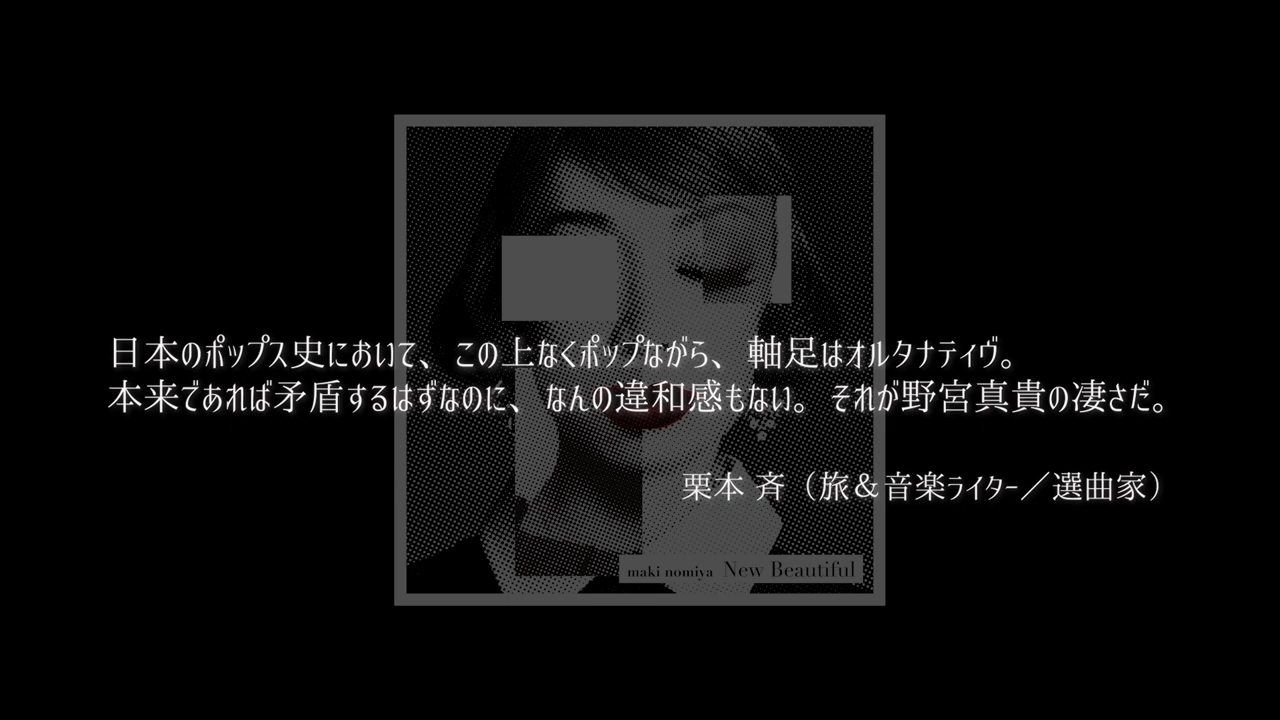 日本のポップス史において、この上なくポップながら、軸足はオルタナティヴ。
本来であれば矛盾するはずなのに、なんの違和感もない。それが野宮真貴の凄さだ。
栗本 斉（旅＆音楽ライター／選曲家）
maki nomiya New Beautiful